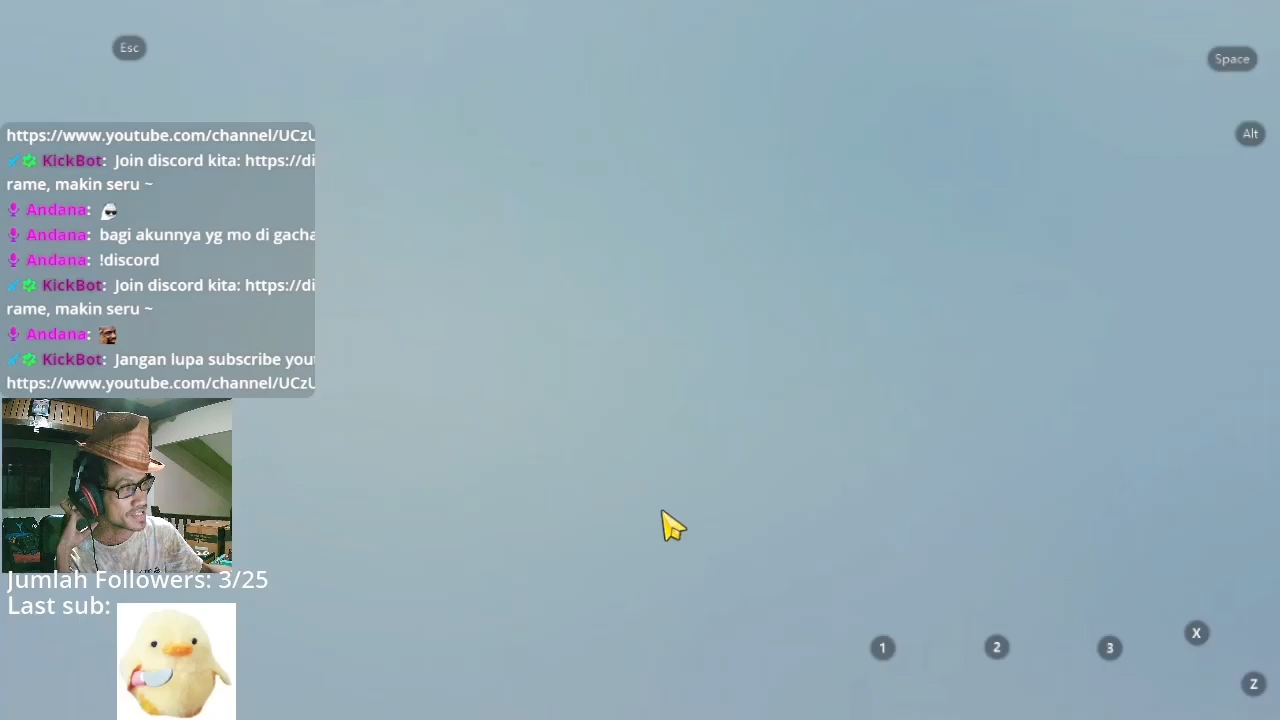 Esc
Space
Alt
https://www.youtube.com/channel/UCzU
KickBot: Join discord kita: https://di
rame, makin seru ~
Andana:
Andana: bagi akunnya yg mo di gacha
Andana: !discord
KickBot: Join discord kita: https://di
rame, makin seru ~
Andana:
KickBot: Jangan lupa subscribe yout
https://www.youtube.com/channel/UCzU
Jumlah Followers: 3/25
Last sub:
1
2
3
X
Z